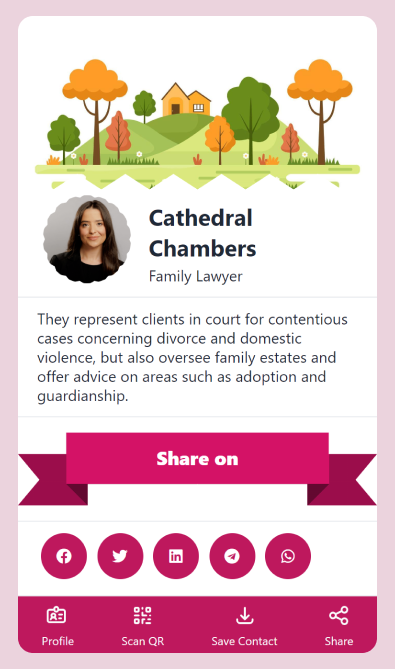 Cathedral
Chambers
Family Lawyer
They represent clients in court for contentious
cases concerning divorce and domestic
violence, but also oversee family estates and
offer advice on areas such as adoption and
guardianship.
Share on
Profile
Scan QR
Save Contact
Share